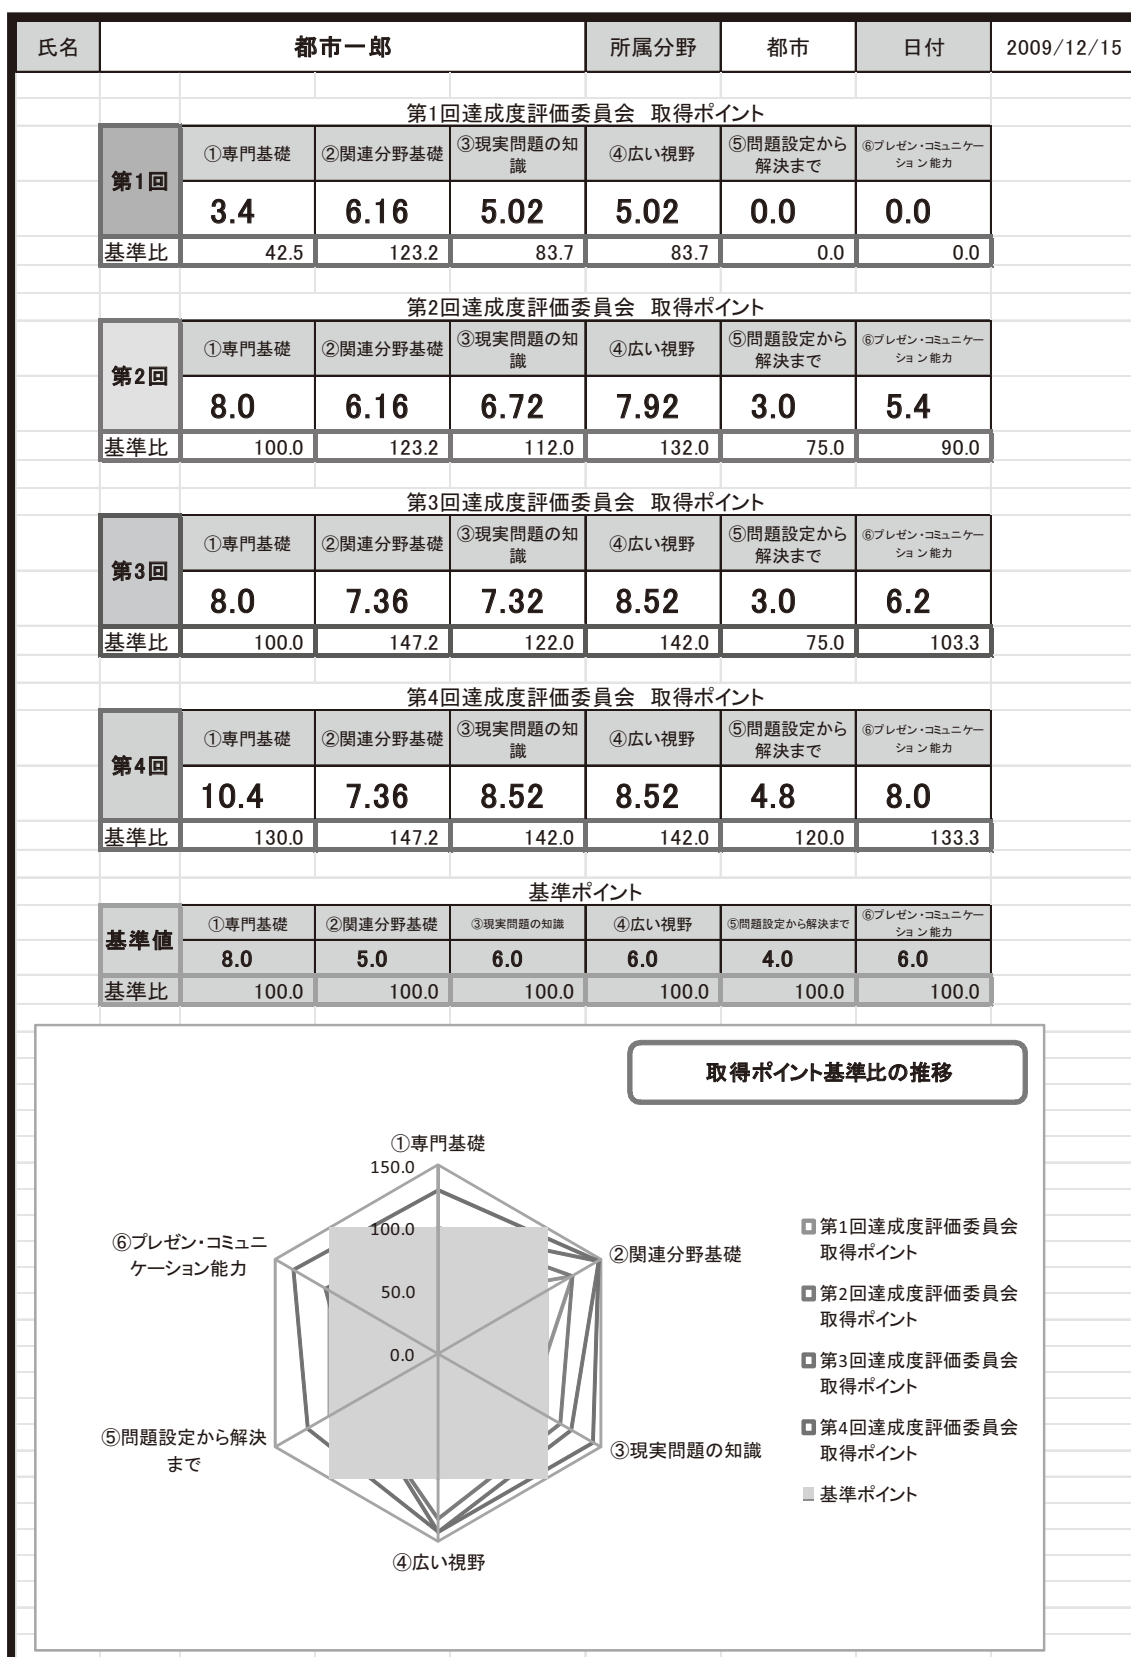 氏名 都市一郎 所属分野 都市 日付 2009/12/15
第1回達成度評価委員会　取得ポイント
第1回 ①専門基礎 ②関連分野基礎 ③現実問題の知識 ④広い視野 ⑤問題設定から解決まで ⑥プレゼン・コミュニケーション能力
3.4 6.16 5.02 5.02 0.0 0.0
基準比 42.5 123.2 83.7 83.7 0.0 0.0
第2回達成度評価委員会　取得ポイント
第2回 ①専門基礎 ②関連分野基礎 ③現実問題の知識 ④広い視野 ⑤問題設定から解決まで ⑥プレゼン・コミュニケーション能力
8.0 6.16 6.72 7.92 3.0 5.4
基準比 100.0 123.2 112.0 132.0 75.0 90.0
第3回達成度評価委員会　取得ポイント
第3回 ①専門基礎 ②関連分野基礎 ③現実問題の知識 ④広い視野 ⑤問題設定から解決まで ⑥プレゼン・コミュニケーション能力
8.0 7.36 7.32 8.52 3.0 6.2
基準比 100.0 147.2 122.0 142.0 75.0 103.3
第4回達成度評価委員会　取得ポイント
第4回 ①専門基礎 ②関連分野基礎 ③現実問題の知識 ④広い視野 ⑤問題設定から解決まで ⑥プレゼン・コミュニケーション能力
10.4 7.36 8.52 8.52 4.8 8.0
基準比 130.0 147.2 142.0 142.0 120.0 133.3
基準ポイント
基準値 ①専門基礎 ②関連分野基礎 ③現実問題の知識 ④広い視野 ⑤問題設定から解決まで ⑥プレゼン・コミュニケーション能力
8.0 5.0 6.0 6.0 4.0 6.0
基準比 100.0 100.0 100.0 100.0 100.0 100.0
取得ポイント基準比の推移
①専門基礎
150.0
100.0
50.0
0.0
②関連分野基礎
③現実問題の知識
④広い視野
⑤問題設定から解決
まで
⑥プレゼン・コミュニ
ケーション能力
第1回達成度評価委員会
取得ポイント
第2回達成度評価委員会
取得ポイント
第3回達成度評価委員会
取得ポイント
第4回達成度評価委員会
取得ポイント
基準ポイント